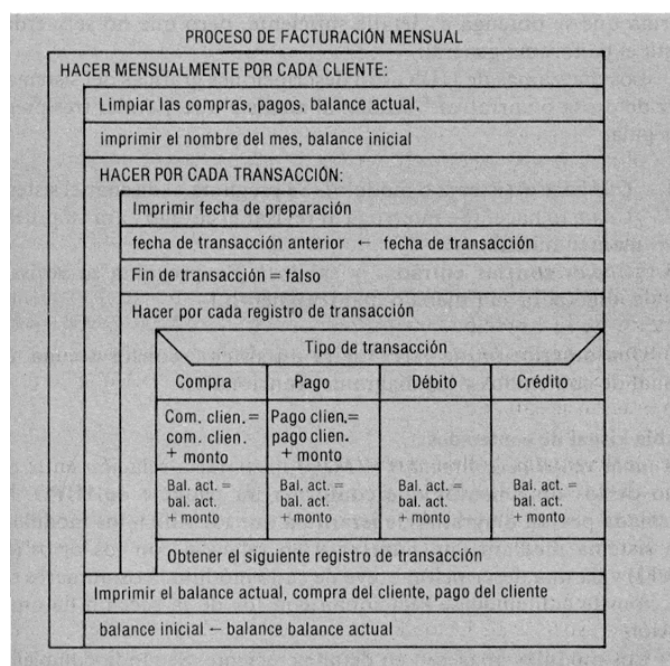 PROCESO DE FACTURACIÓN MENSUAL
HACER MENSUALMENTE POR CADA CLIENTE:
Limpiar las compras, pagos, balance actual,
imprimir el nombre del mes, balance inicial
HACER POR CADA TRANSACCIÓN:
Imprimir fecha de preparación
fecha de transacción anterior ← fecha de transacción
Fin de transacción = falso
Hacer por cada registro de transacción
Tipo de transacción
Compra Pago Débito Crédito
Com. clien. = Pago clien.=
com. clien. pago clien.
+ monto + monto
Bal. act. = Bal. act. = Bal. act. = Bal. act. =
bal. act. bal. act. bal. act. bal. act.
+ monto + monto + monto + monto
Obtener el siguiente registro de transacción
Imprimir el balance actual, compra del cliente, pago del cliente
balance inicial ← balance balance actual